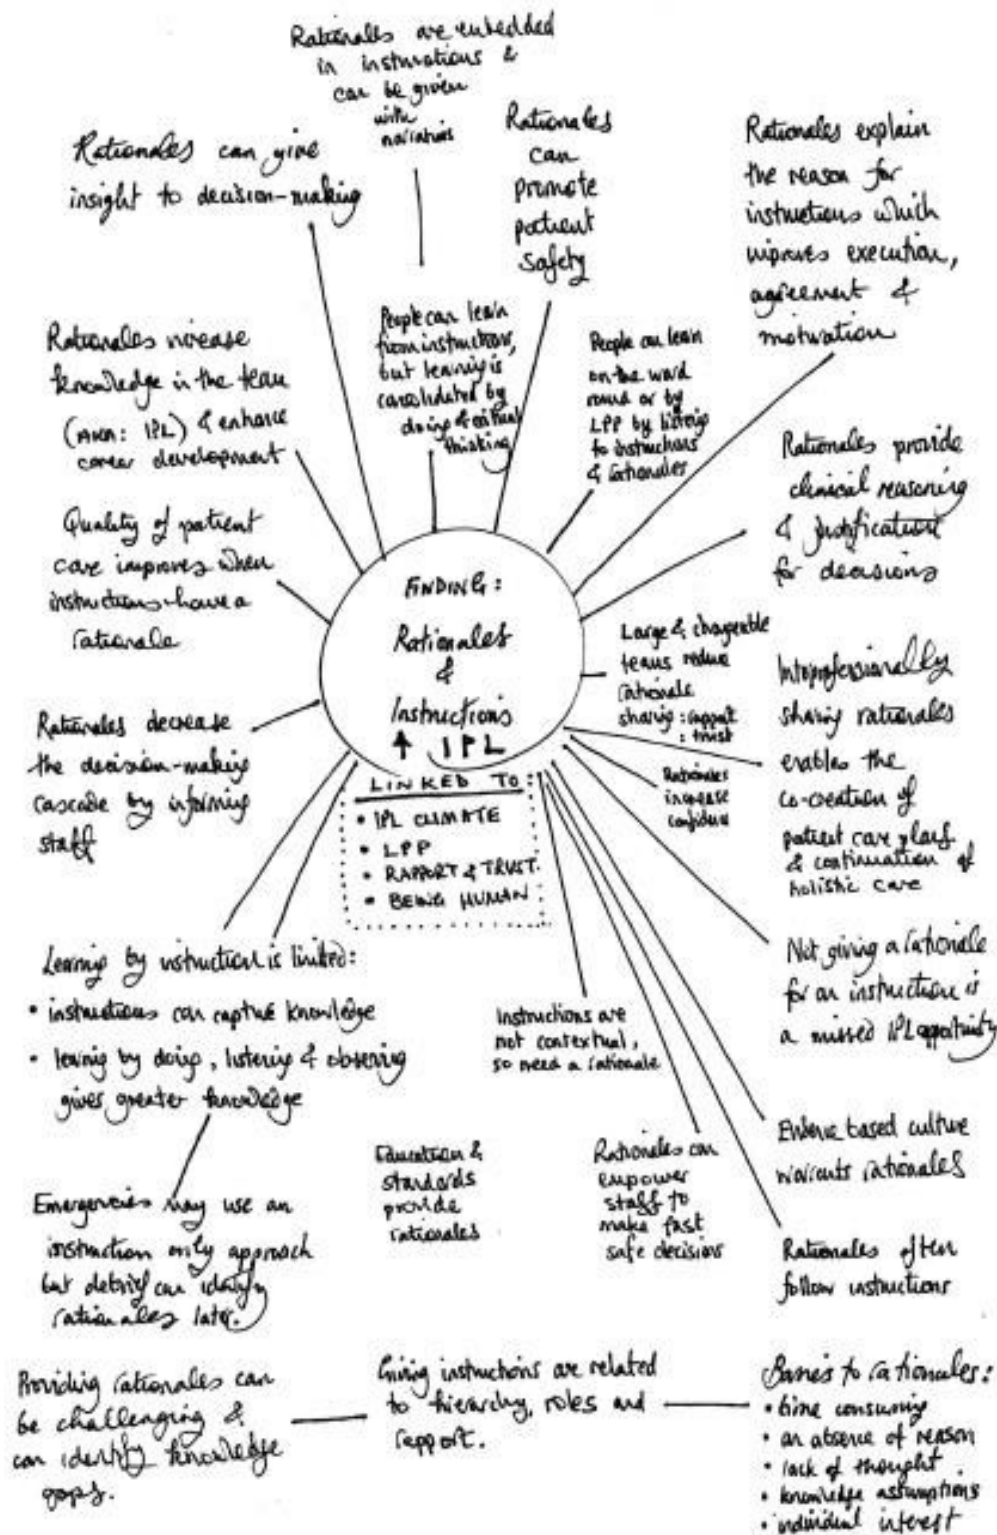 Rationales are embedded
in instructions &
can be given
with
narratives
Rationales can give
insight to decision-making
Rationales
can
promote
patient
safety
Rationales explain
the reason for
instructions which
improves execution,
agreement &
motivation
Rationales increase
knowledge in the team
(AKA: IPL) & enhance
career development
People can learn
from instructions,
but learning is
consolidated by
doing & critical
thinking
People can learn
on the ward
round or by
LPP by listening
to instructions
& rationales
Rationales provide
clinical reasoning
& justification
for decisions
Quality of patient
care improves when
instructions have a
rationale
FINDING:
Rationales
&
Instructions
↑ IPL
Large & changeable
teams reduce
rationale
sharing: rapport
: trust
Interprofessionally
sharing rationales
enables the
co-creation of
patient care plans
& continuation of
holistic care
Rationales decrease
the decision-making
cascade by informing
staff
LINKED TO:
• IPL CLIMATE
• LPP
• RAPPORT & TRUST.
• BEING HUMAN
Rationales
increase
confidence
Learning by instruction is limited:
• instructions can capture knowledge
• learning by doing, listening & observing
gives greater knowledge
Instructions are
not contextual,
so need a rationale
Not giving a rationale
for an instruction is
a missed IPL opportunity
Evidence based culture
warrants rationales
Emergencies may use an
instruction only approach
but debrief can identify
rationales later.
Education &
standards
provide
rationales
Rationales can
empower
staff to
make fast
safe decisions
Rationales often
follow instructions
Providing rationales can
be challenging &
can identify knowledge
gaps.
Giving instructions are related
to hierarchy, roles and
rapport.
Barriers to rationales:
• time consuming
• an absence of reason
• lack of thought
• knowledge assumptions
• individual interest